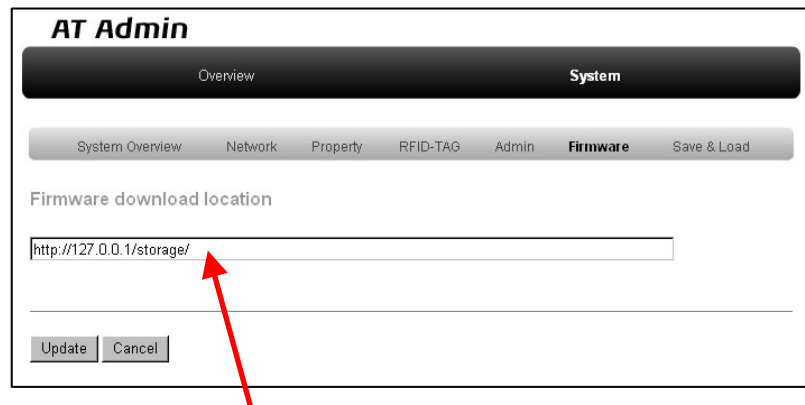 AT Admin
Overview System
System Overview Network Property RFID-TAG Admin Firmware Save & Load
Firmware download location
http://127.0.0.1/storage/
Update Cancel